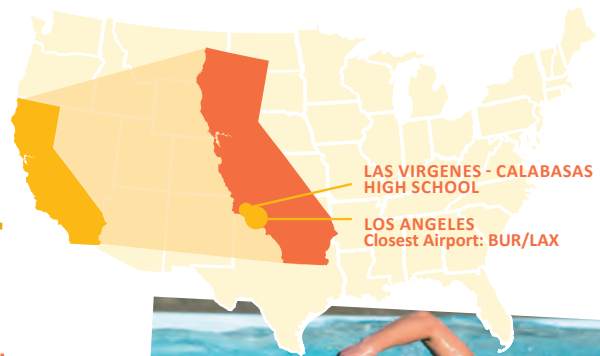 LAS VIRGENES - CALABASAS
HIGH SCHOOL
LOS ANGELES
Closest Airport: BUR/LAX